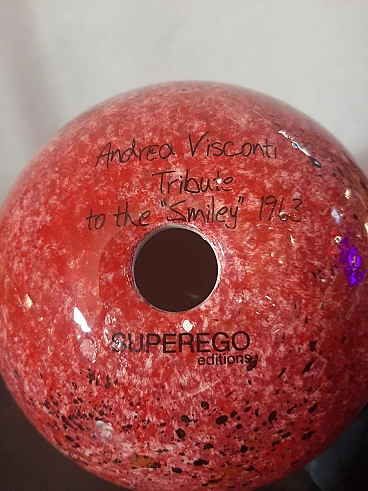 Andrea Visconti
Tribute
to the "Smiley" 1963
SUPEREGO
editions